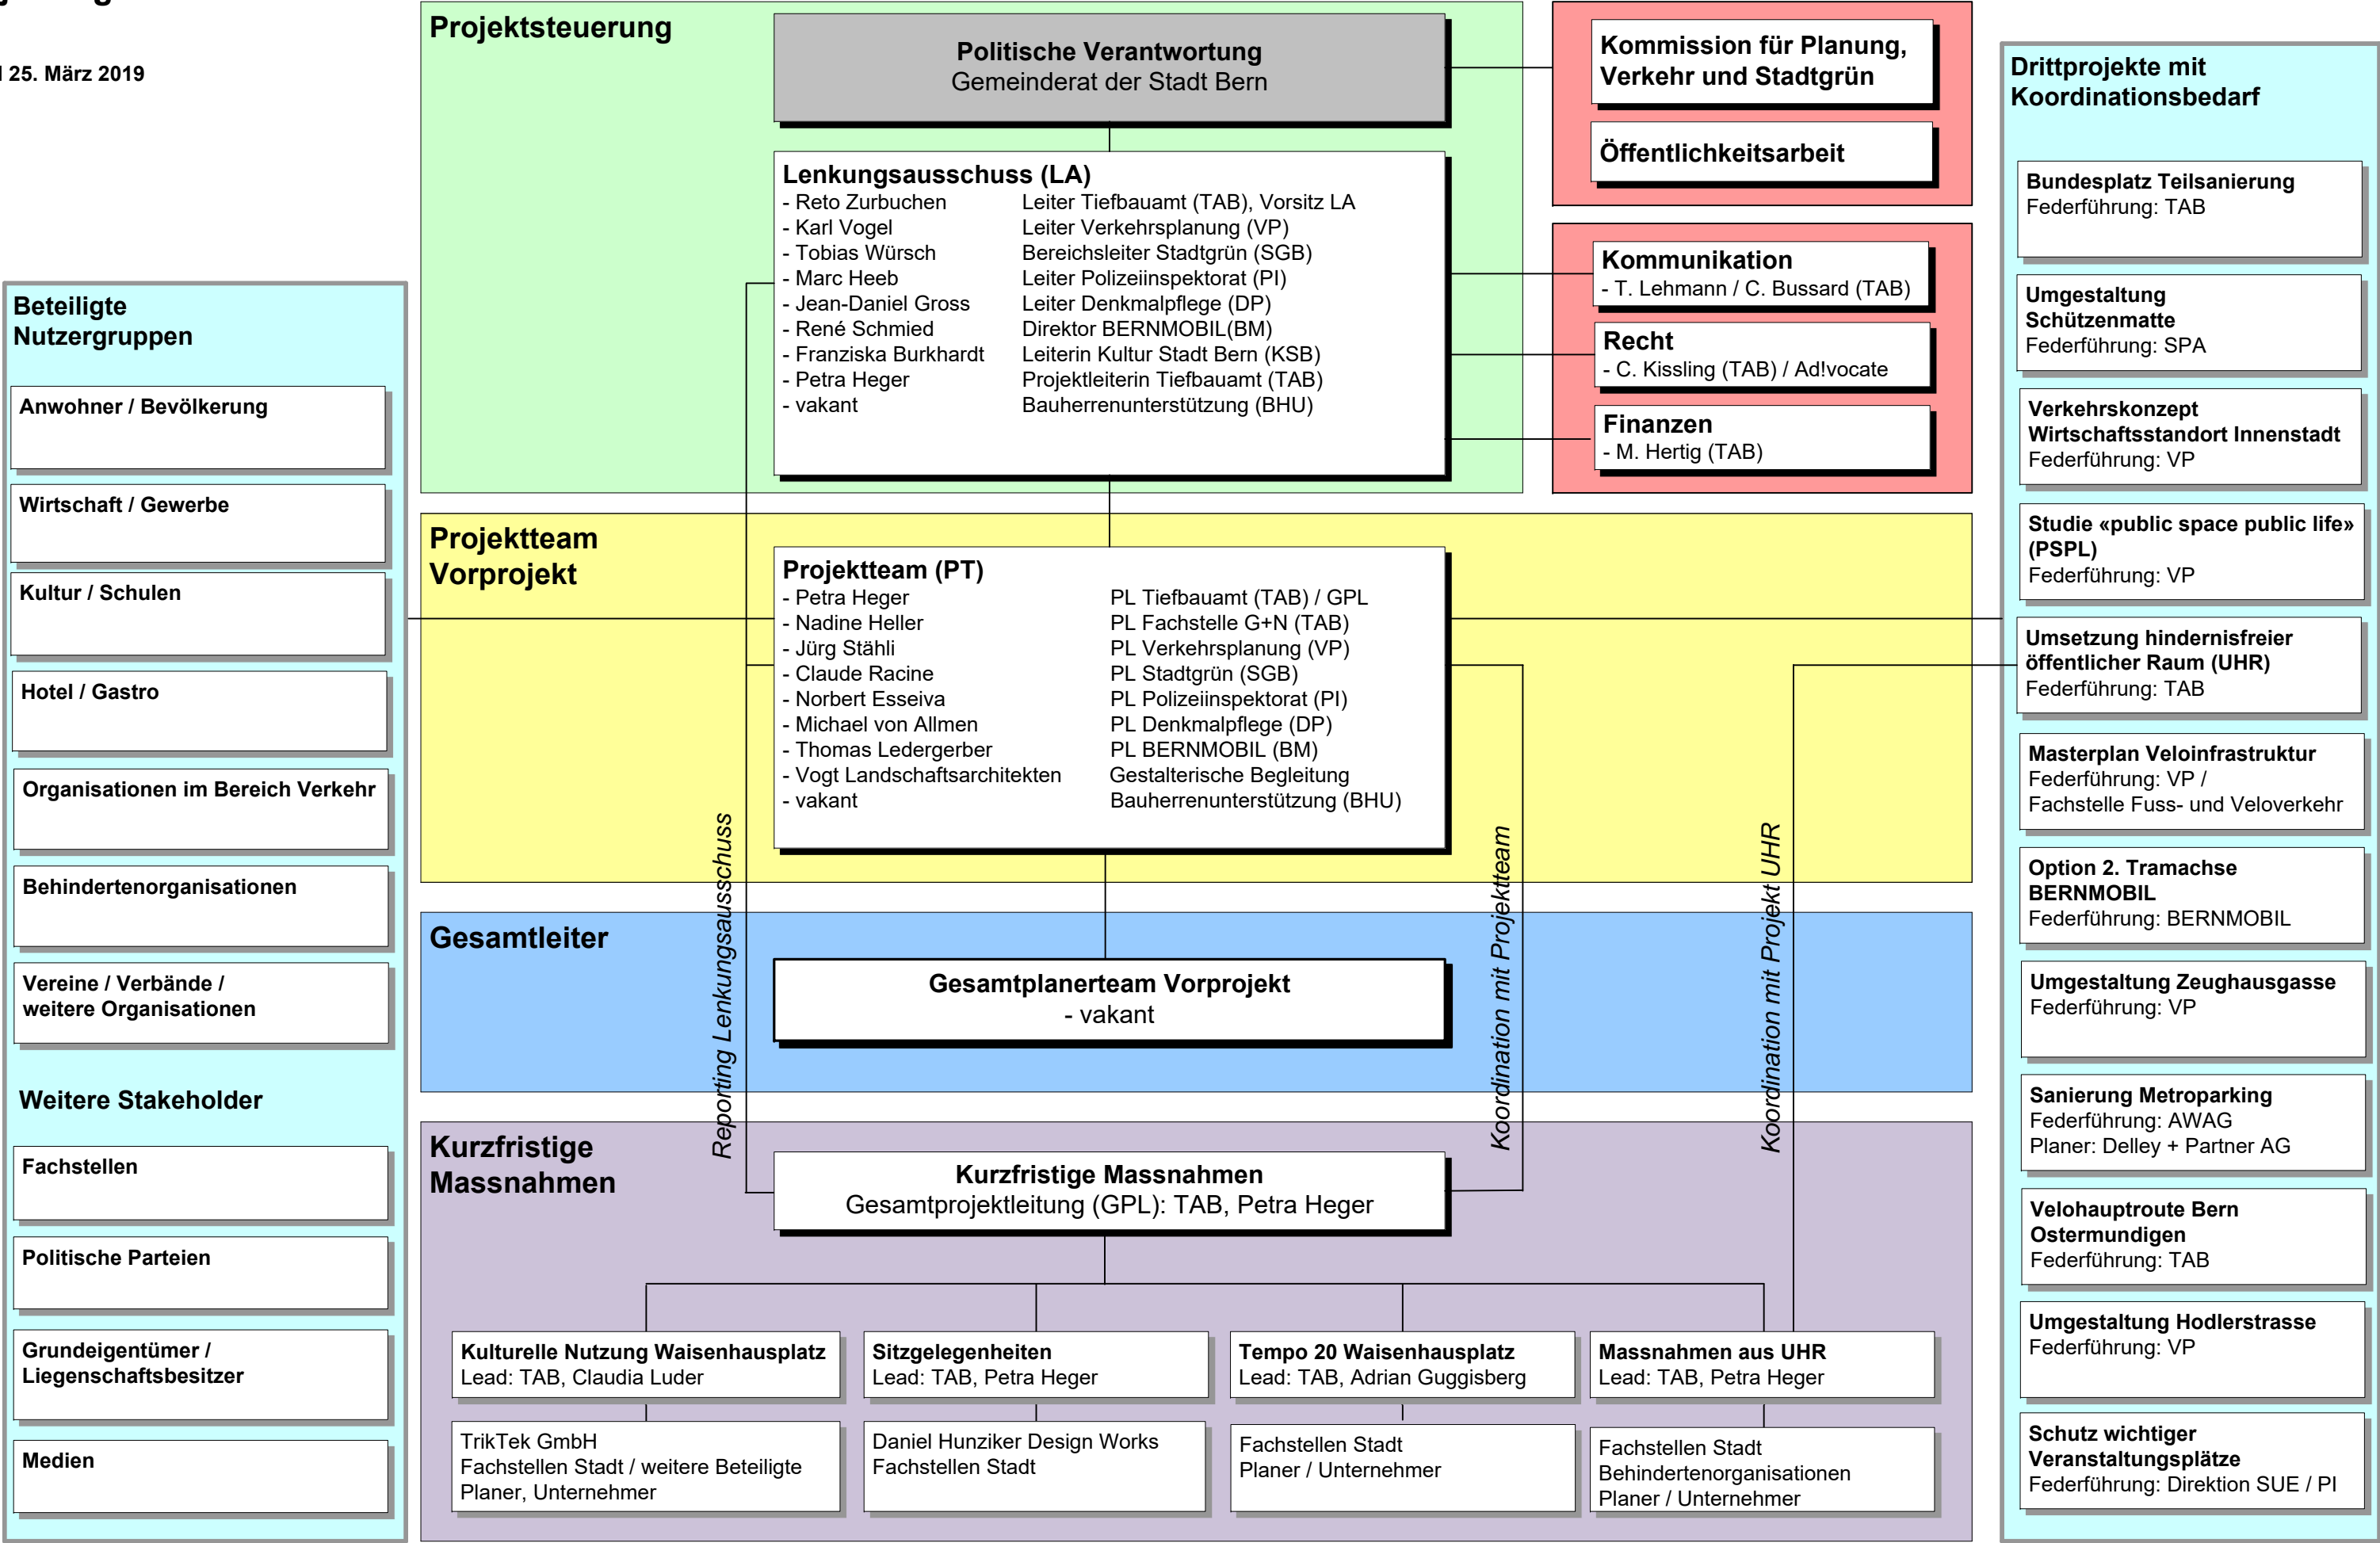 25. März 2019
Projektsteuerung
Politische Verantwortung
Gemeinderat der Stadt Bern
Lenkungsausschuss (LA)
- Reto Zurbuchen Leiter Tiefbauamt (TAB), Vorsitz LA
- Karl Vogel Leiter Verkehrsplanung (VP)
- Tobias Würsch Bereichsleiter Stadtgrün (SGB)
- Marc Heeb Leiter Polizeiinspektorat (PI)
- Jean-Daniel Gross Leiter Denkmalpflege (DP)
- René Schmied Direktor BERNMOBIL(BM)
- Franziska Burkhardt Leiterin Kultur Stadt Bern (KSB)
- Petra Heger Projektleiterin Tiefbauamt (TAB)
- vakant Bauherrenunterstützung (BHU)
Kommission für Planung,
Verkehr und Stadtgrün
Öffentlichkeitsarbeit
Kommunikation
- T. Lehmann / C. Bussard (TAB)
Recht
- C. Kissling (TAB) / Ad!vocate
Finanzen
- M. Hertig (TAB)
Projektteam
Vorprojekt
Projektteam (PT)
- Petra Heger PL Tiefbauamt (TAB) / GPL
- Nadine Heller PL Fachstelle G+N (TAB)
- Jürg Stähli PL Verkehrsplanung (VP)
- Claude Racine PL Stadtgrün (SGB)
- Norbert Esseiva PL Polizeiinspektorat (PI)
- Michael von Allmen PL Denkmalpflege (DP)
- Thomas Ledergerber PL BERNMOBIL (BM)
- Vogt Landschaftsarchitekten Gestalterische Begleitung
- vakant Bauherrenunterstützung (BHU)
Reporting Lenkungsausschuss
Koordination mit Projektteam
Koordination mit Projekt UHR
Gesamtleiter
Gesamtplanerteam Vorprojekt
- vakant
Kurzfristige
Massnahmen
Kurzfristige Massnahmen
Gesamtprojektleitung (GPL): TAB, Petra Heger
Kulturelle Nutzung Waisenhausplatz
Lead: TAB, Claudia Luder
TrikTek GmbH
Fachstellen Stadt / weitere Beteiligte
Planer, Unternehmer
Sitzgelegenheiten
Lead: TAB, Petra Heger
Daniel Hunziker Design Works
Fachstellen Stadt
Tempo 20 Waisenhausplatz
Lead: TAB, Adrian Guggisberg
Fachstellen Stadt
Planer / Unternehmer
Massnahmen aus UHR
Lead: TAB, Petra Heger
Fachstellen Stadt
Behindertenorganisationen
Planer / Unternehmer
Beteiligte
Nutzergruppen
Anwohner / Bevölkerung
Wirtschaft / Gewerbe
Kultur / Schulen
Hotel / Gastro
Organisationen im Bereich Verkehr
Behindertenorganisationen
Vereine / Verbände /
weitere Organisationen
Weitere Stakeholder
Fachstellen
Politische Parteien
Grundeigentümer /
Liegenschaftsbesitzer
Medien
Drittprojekte mit
Koordinationsbedarf
Bundesplatz Teilsanierung
Federführung: TAB
Umgestaltung
Schützenmatte
Federführung: SPA
Verkehrskonzept
Wirtschaftsstandort Innenstadt
Federführung: VP
Studie «public space public life»
(PSPL)
Federführung: VP
Umsetzung hindernisfreier
öffentlicher Raum (UHR)
Federführung: TAB
Masterplan Veloinfrastruktur
Federführung: VP /
Fachstelle Fuss- und Veloverkehr
Option 2. Tramachse
BERNMOBIL
Federführung: BERNMOBIL
Umgestaltung Zeughausgasse
Federführung: VP
Sanierung Metroparking
Federführung: AWAG
Planer: Delley + Partner AG
Velohauptroute Bern
Ostermundigen
Federführung: TAB
Umgestaltung Hodlerstrasse
Federführung: VP
Schutz wichtiger
Veranstaltungsplätze
Federführung: Direktion SUE / PI